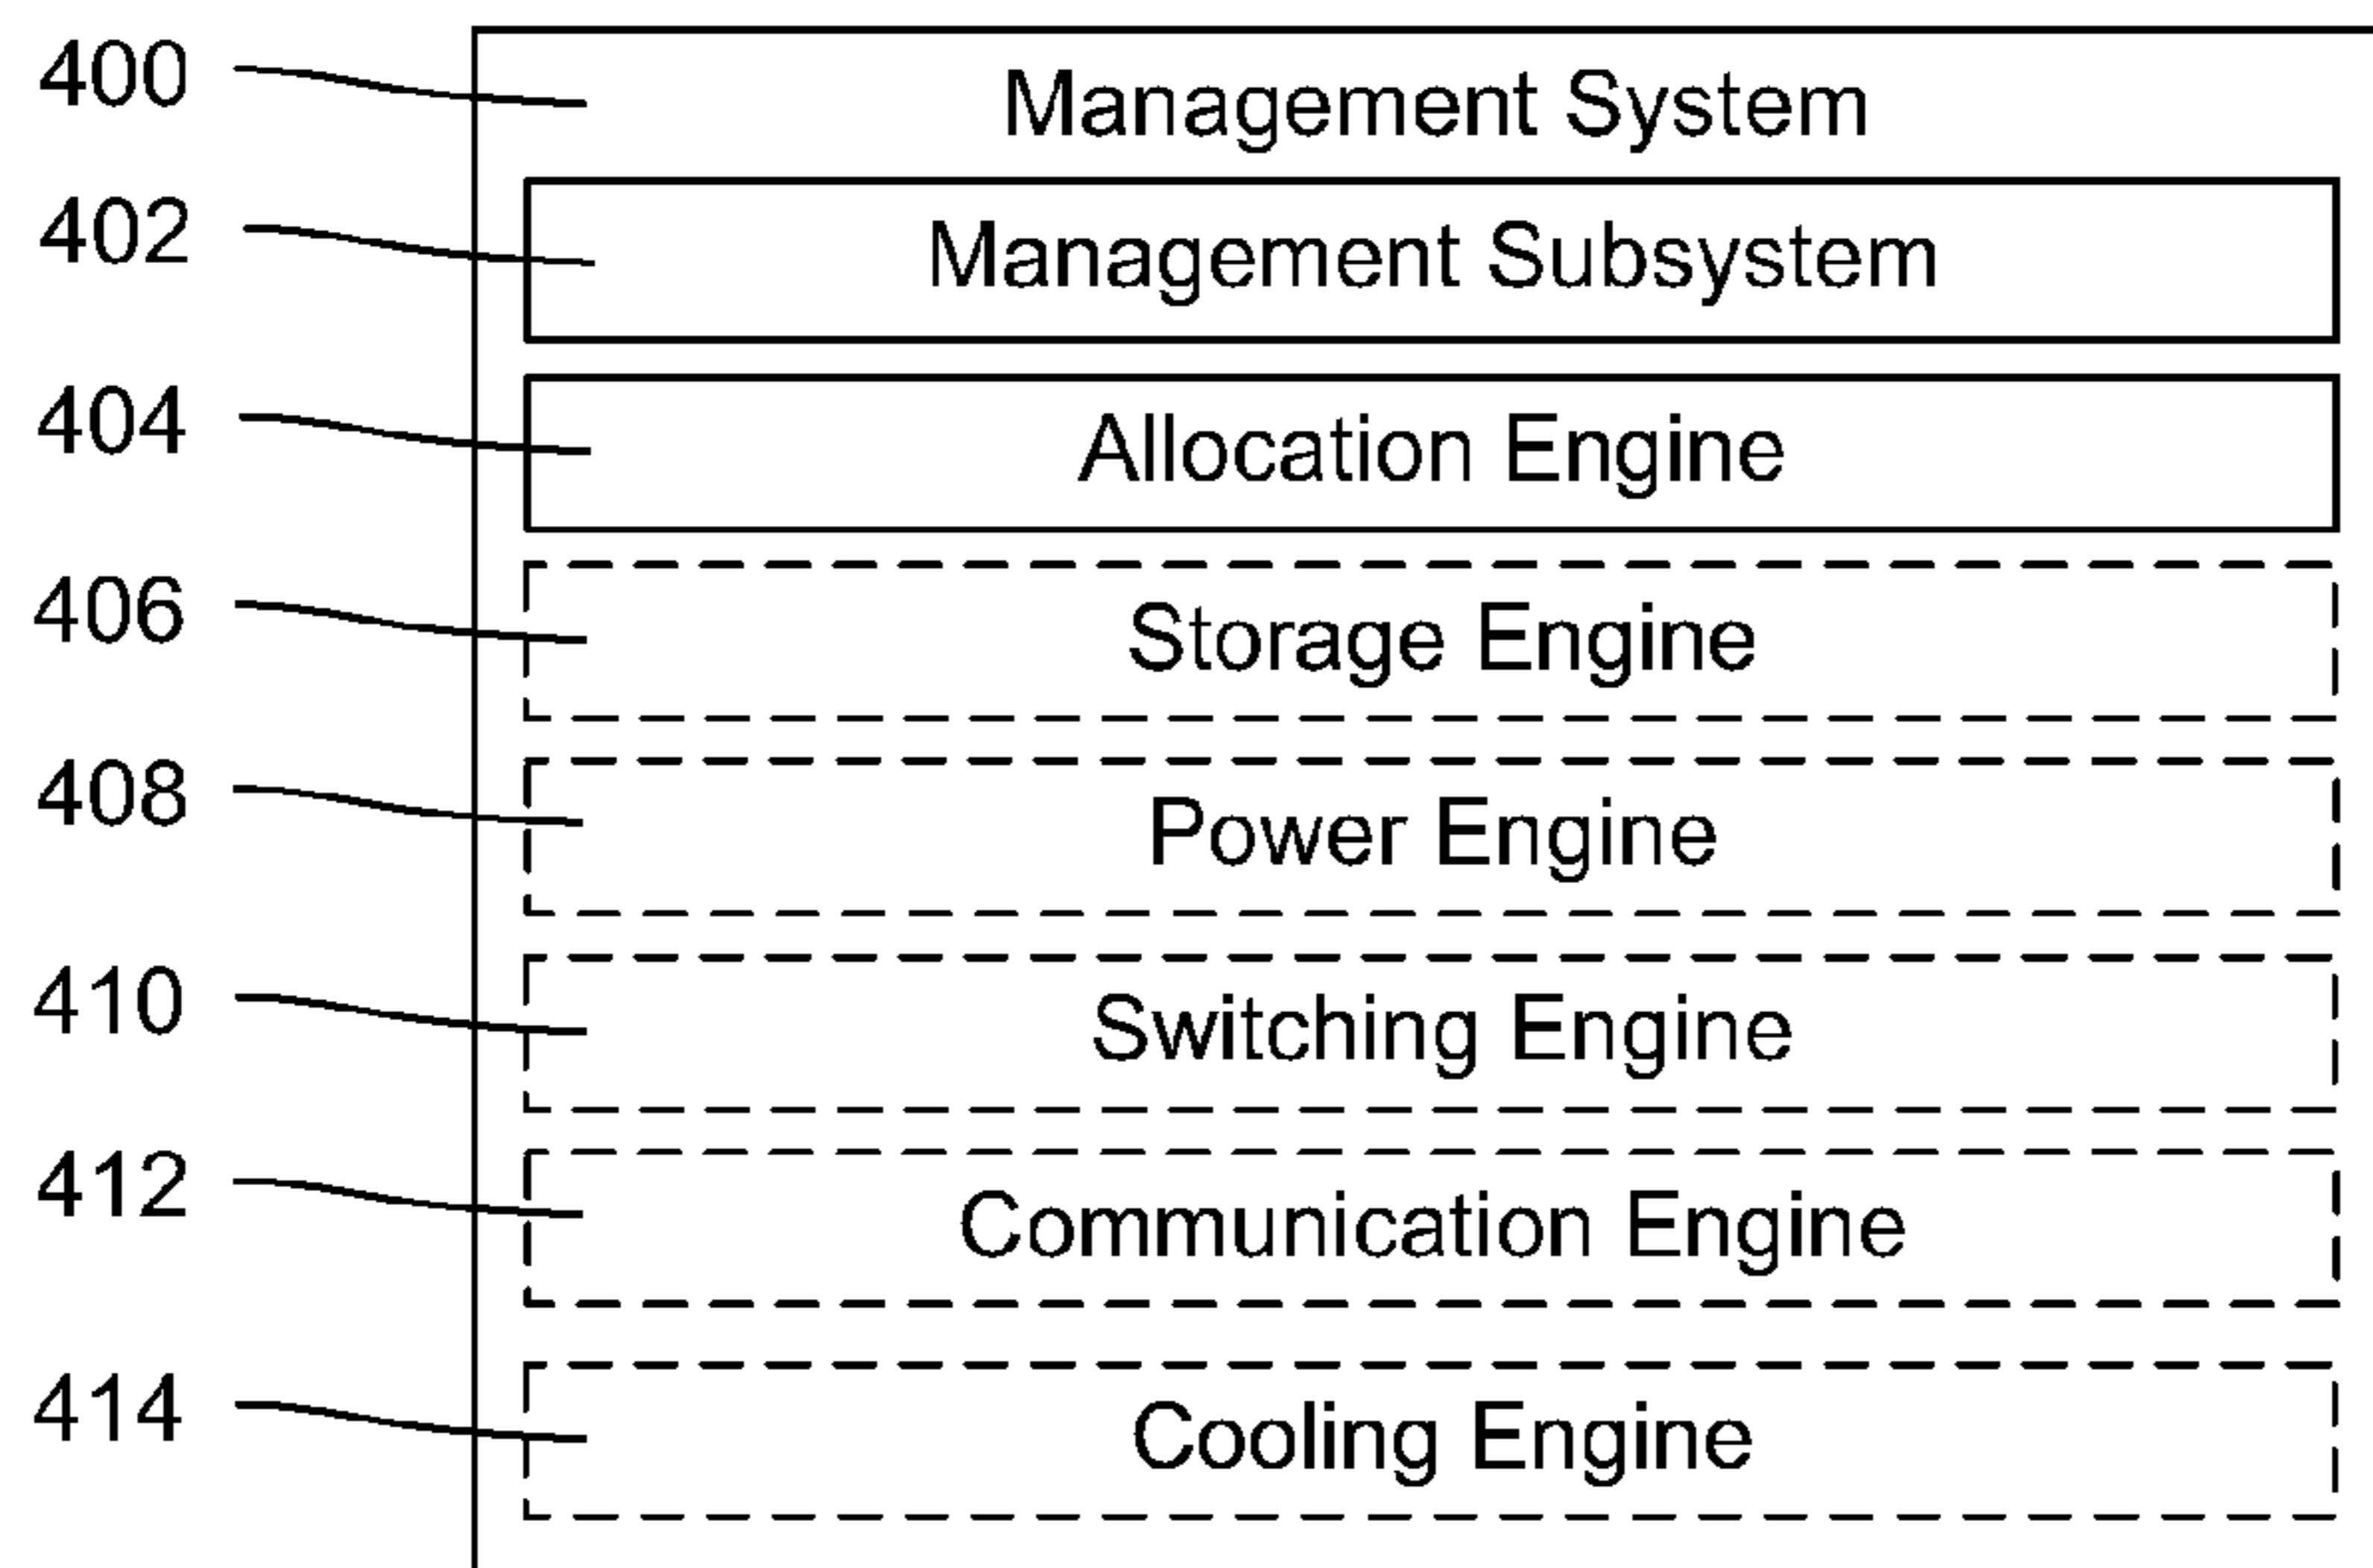 400 Management System
402 Management Subsystem
404 Allocation Engine
406 Storage Engine
408 Power Engine
410 Switching Engine
412 Communication Engine
414 Cooling Engine